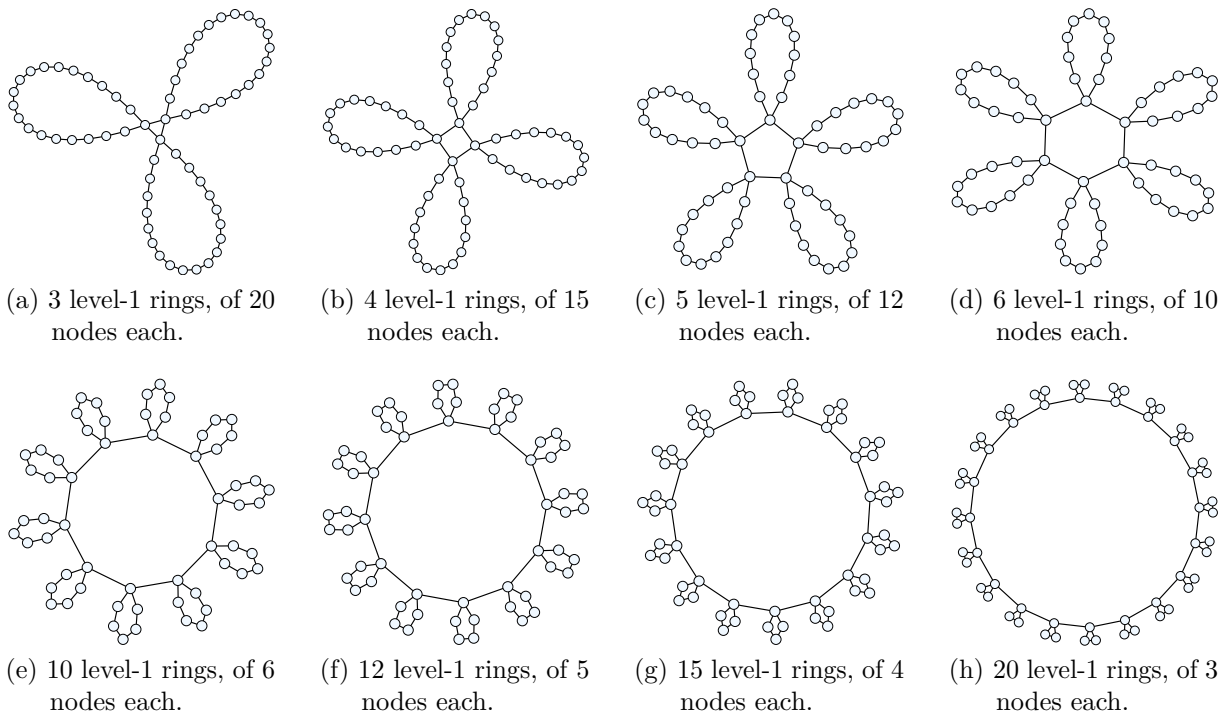 (a) 3 level-1 rings, of 20
nodes each.
(b) 4 level-1 rings, of 15
nodes each.
(c) 5 level-1 rings, of 12
nodes each.
(d) 6 level-1 rings, of 10
nodes each.
(e) 10 level-1 rings, of 6
nodes each.
(f) 12 level-1 rings, of 5
nodes each.
(g) 15 level-1 rings, of 4
nodes each.
(h) 20 level-1 rings, of 3
nodes each.